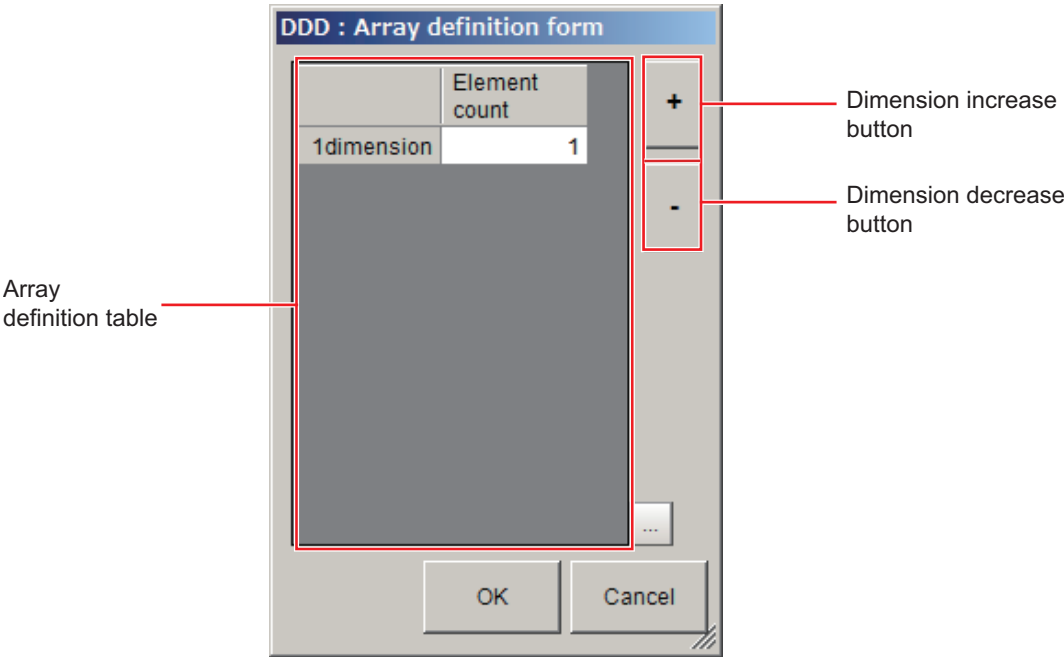 DDD : Array definition form
Element
count
1dimension
1
+
-
...
OK
Cancel
Dimension increase
button
Dimension decrease
button
Array
definition table